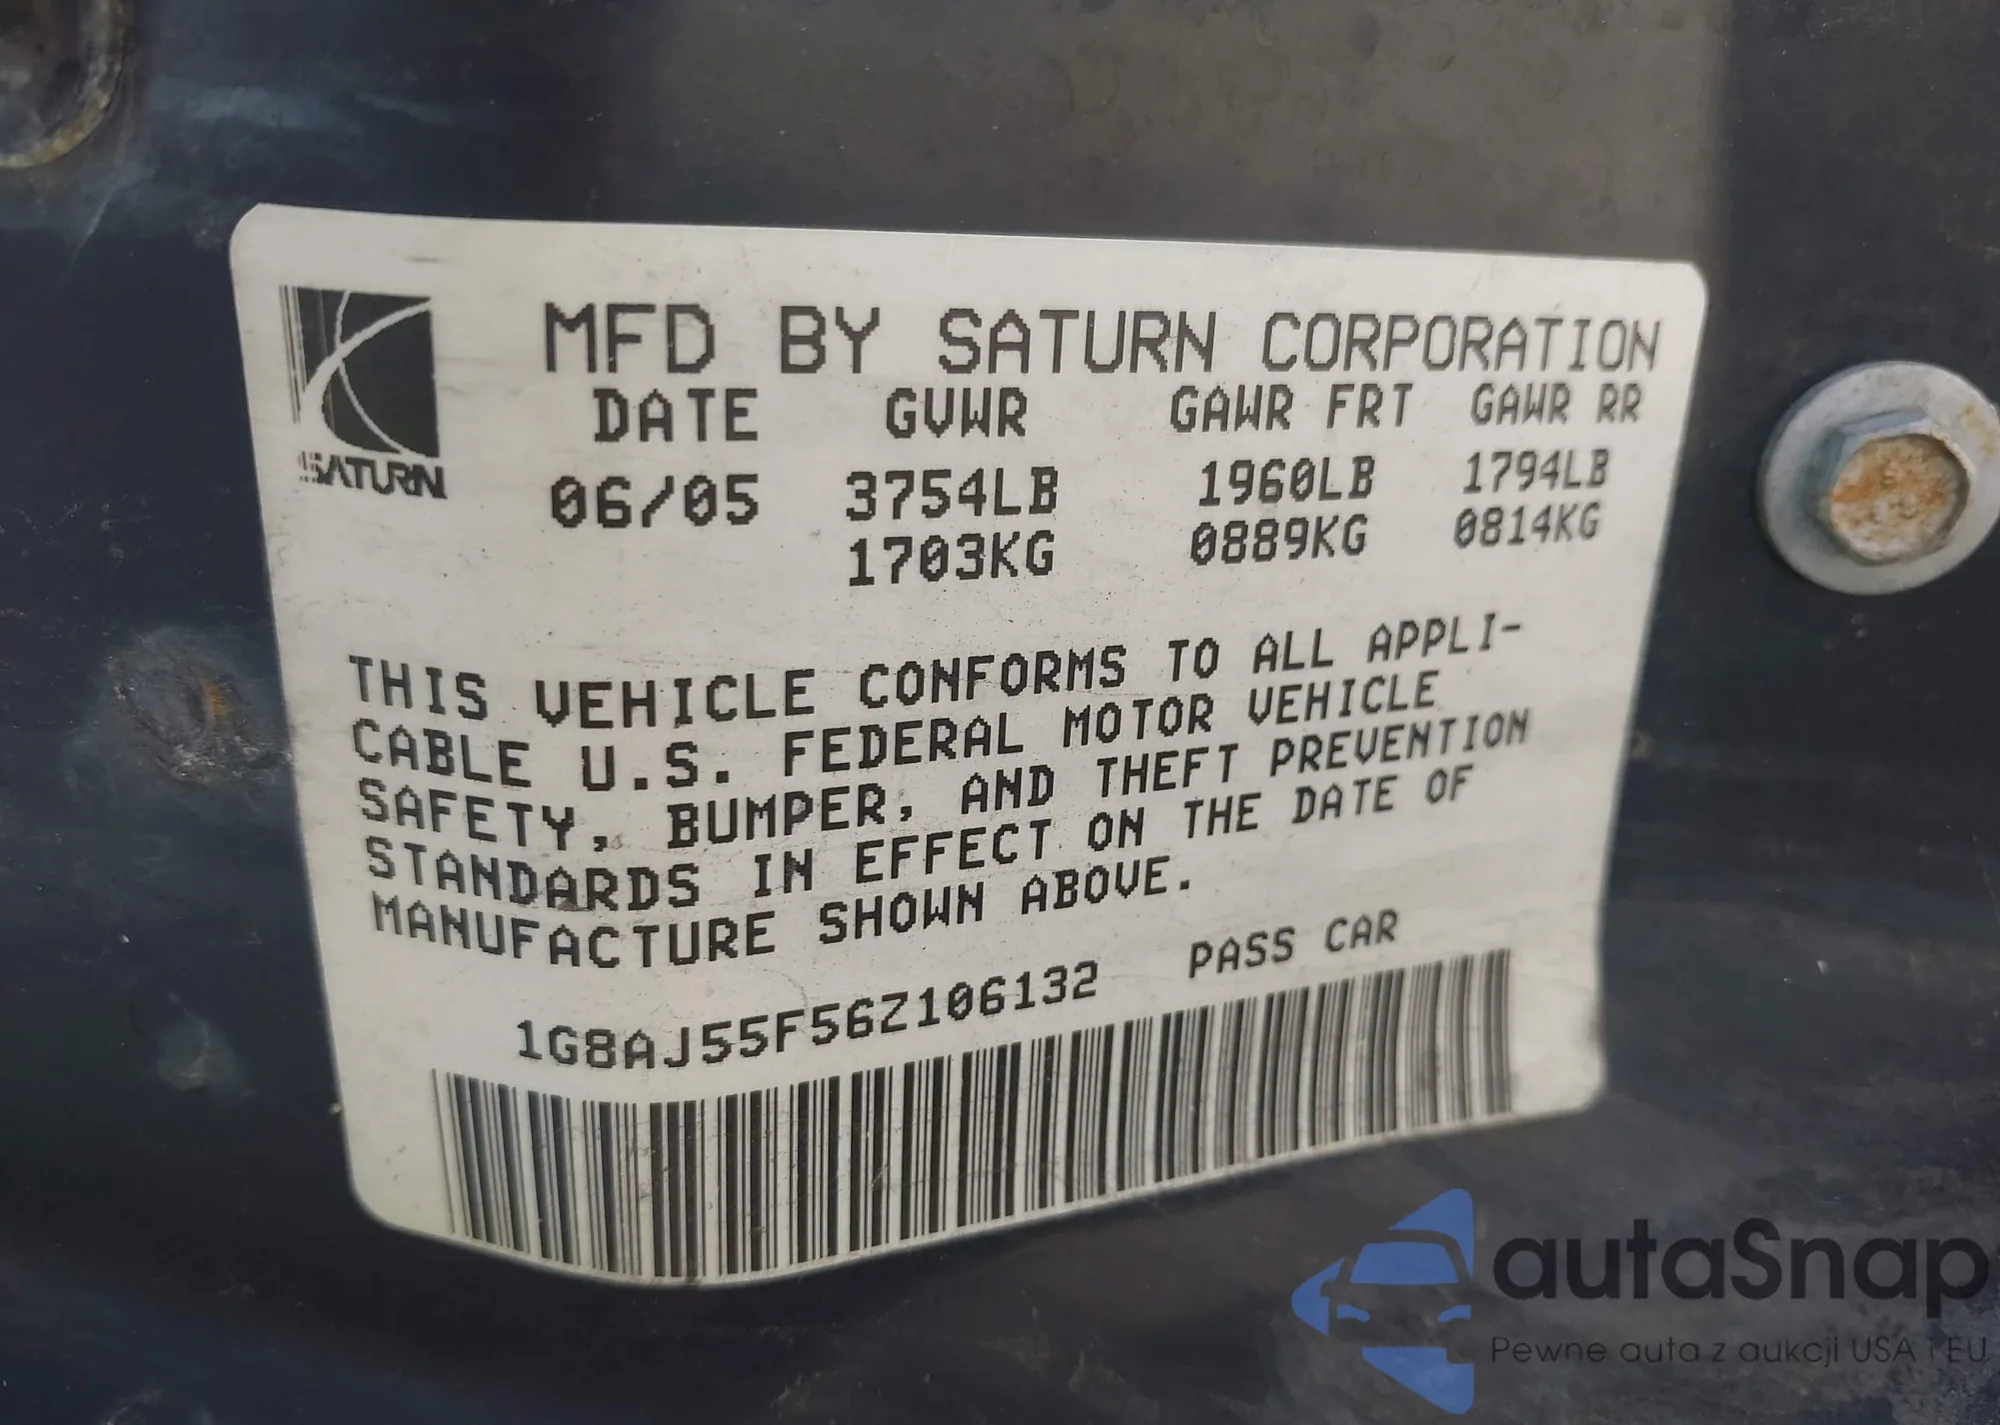 MFD BY SATURN CORPORATION
DATE GVWR GAWR FRT GAWR RR
SATURN
06/05 3754LB 1960LB 1794LB
1703KG 0889KG 0814KG
THIS VEHICLE CONFORMS TO ALL APPLI-
CABLE U.S. FEDERAL MOTOR VEHICLE
SAFETY, BUMPER, AND THEFT PREVENTION
STANDARDS IN EFFECT ON THE DATE OF
MANUFACTURE SHOWN ABOVE.
1G8AJ55F56Z106132 PASS CAR
autaSnap
Pewne auta z aukcji USA i EU